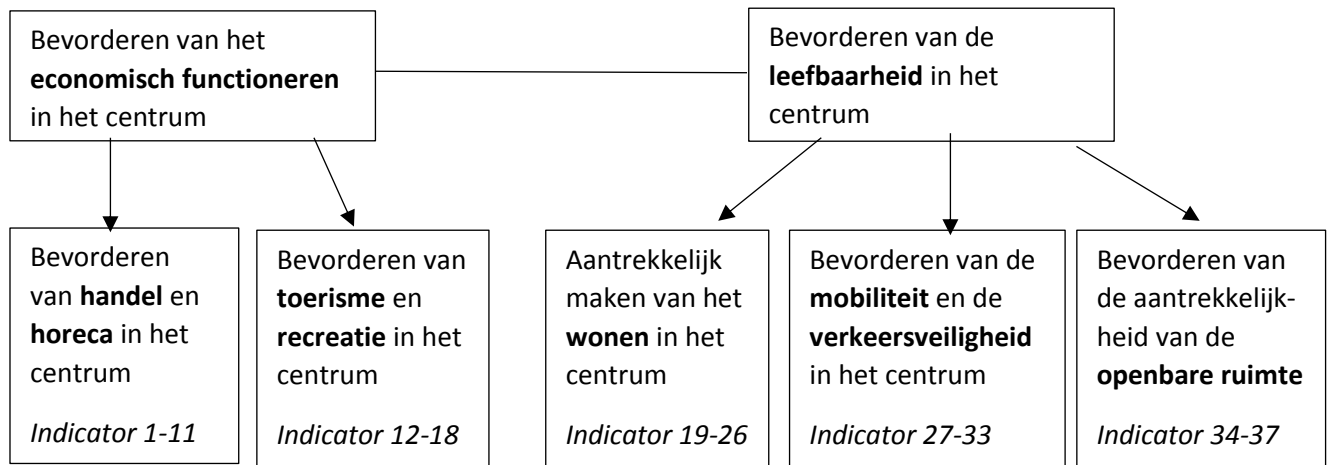 Bevorderen van het
economisch functioneren
in het centrum
Bevorderen van de
leefbaarheid in het
centrum
Bevorderen
van handel en
horeca in het
centrum
Indicator 1-11
Bevorderen van
toerisme en
recreatie in het
centrum
Indicator 12-18
Aantrekkelijk
maken van het
wonen in het
centrum
Indicator 19-26
Bevorderen van de
mobiliteit en de
verkeersveiligheid
in het centrum
Indicator 27-33
Bevorderen van
de aantrekkelijk-
heid van de
openbare ruimte
Indicator 34-37